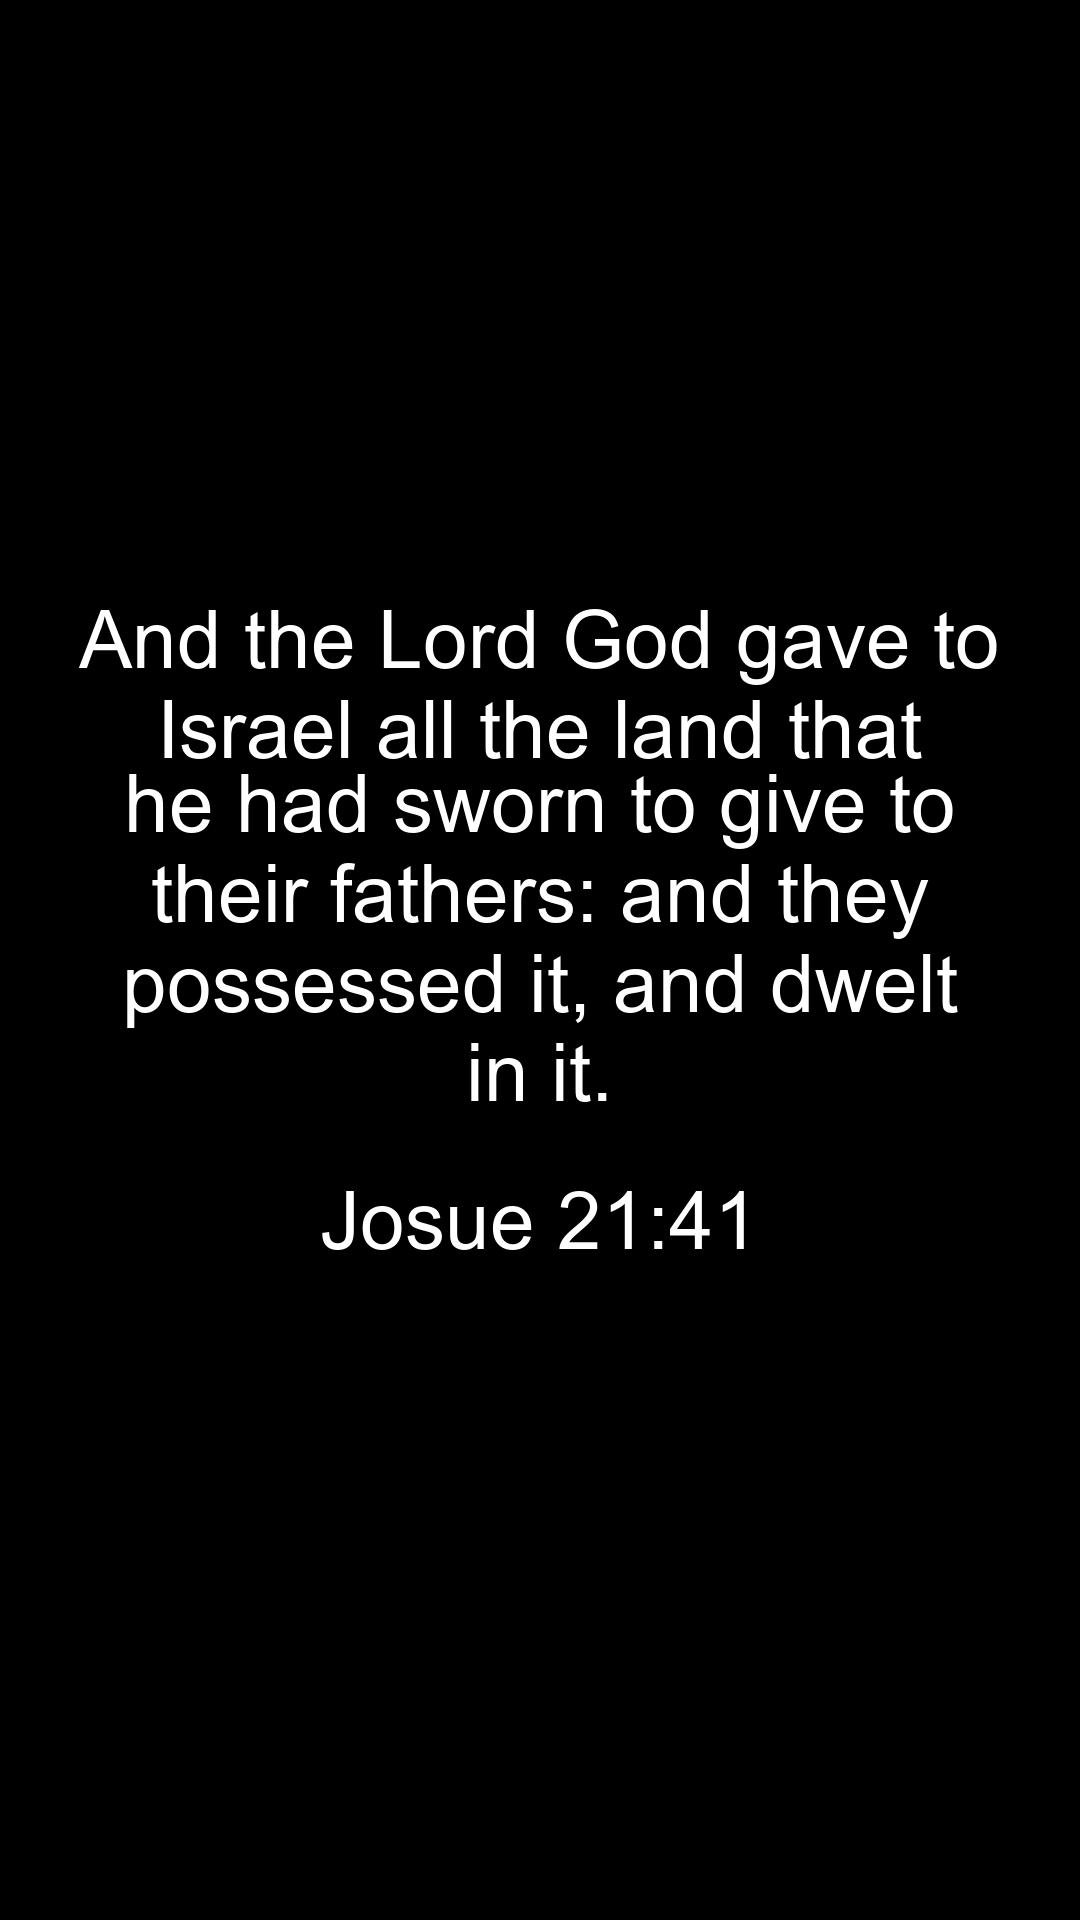 And the Lord God gave to
Israel all the land that
he had sworn to give to
their fathers: and they
possessed it, and dwelt
in it.
Josue 21:41